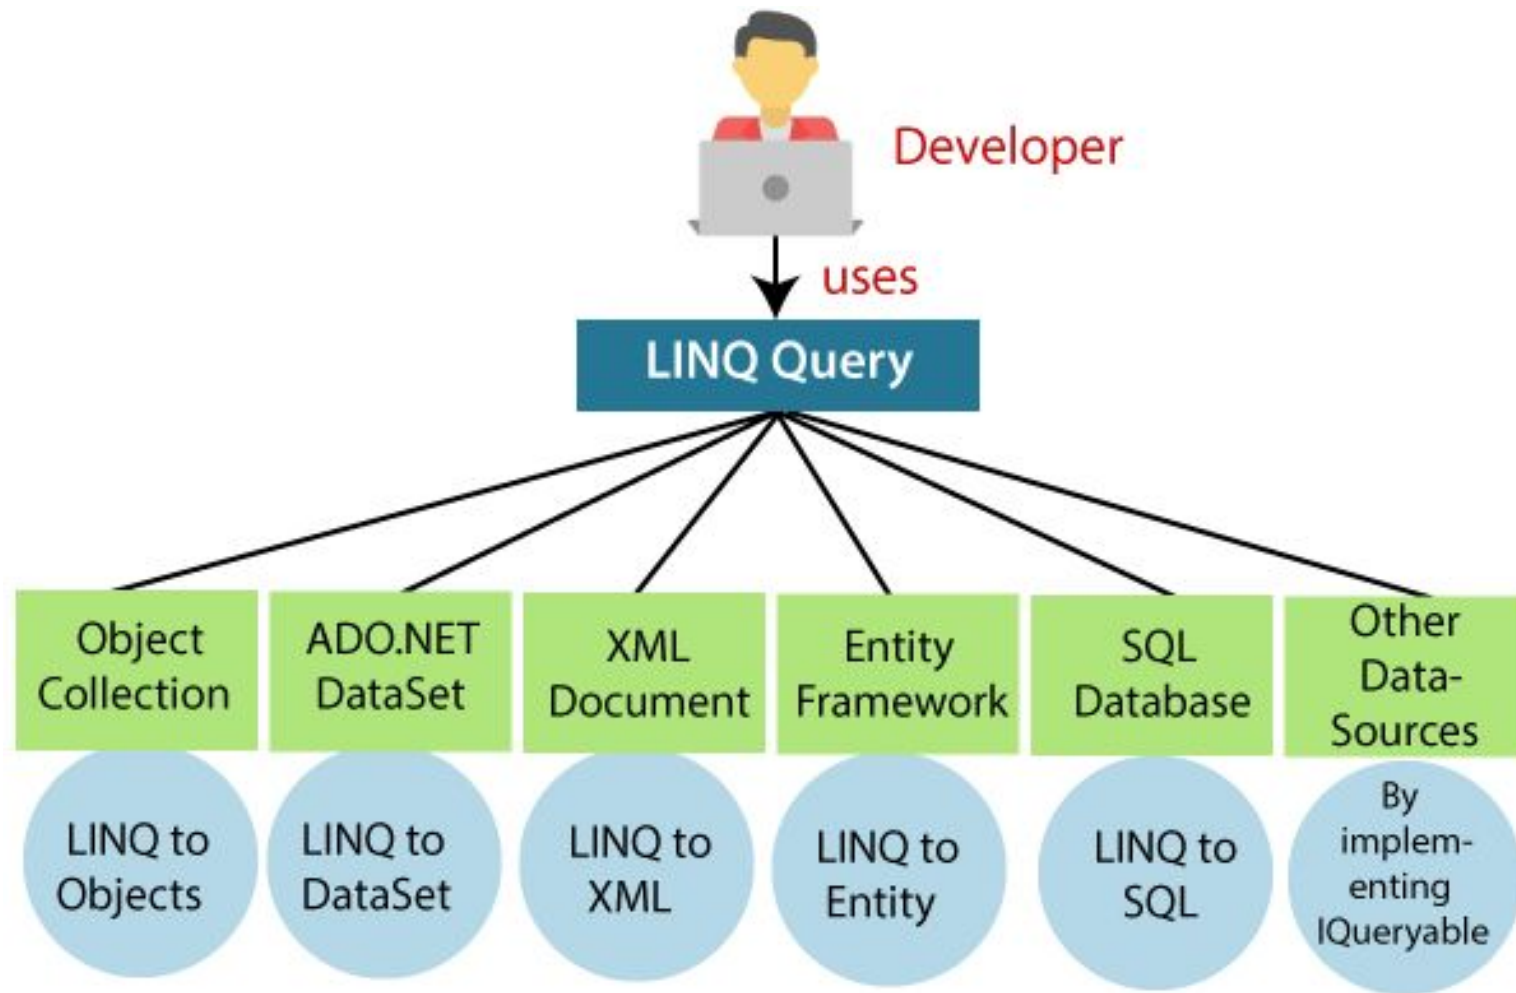 Developer
uses
LINQ Query
Object
Collection
ADO.NET
DataSet
XML
Document
Entity
Framework
SQL
Database
Other
Data-
Sources
LINQ to
Objects
LINQ to
DataSet
LINQ to
XML
LINQ to
Entity
LINQ to
SQL
By
implem-
enting
IQueryable